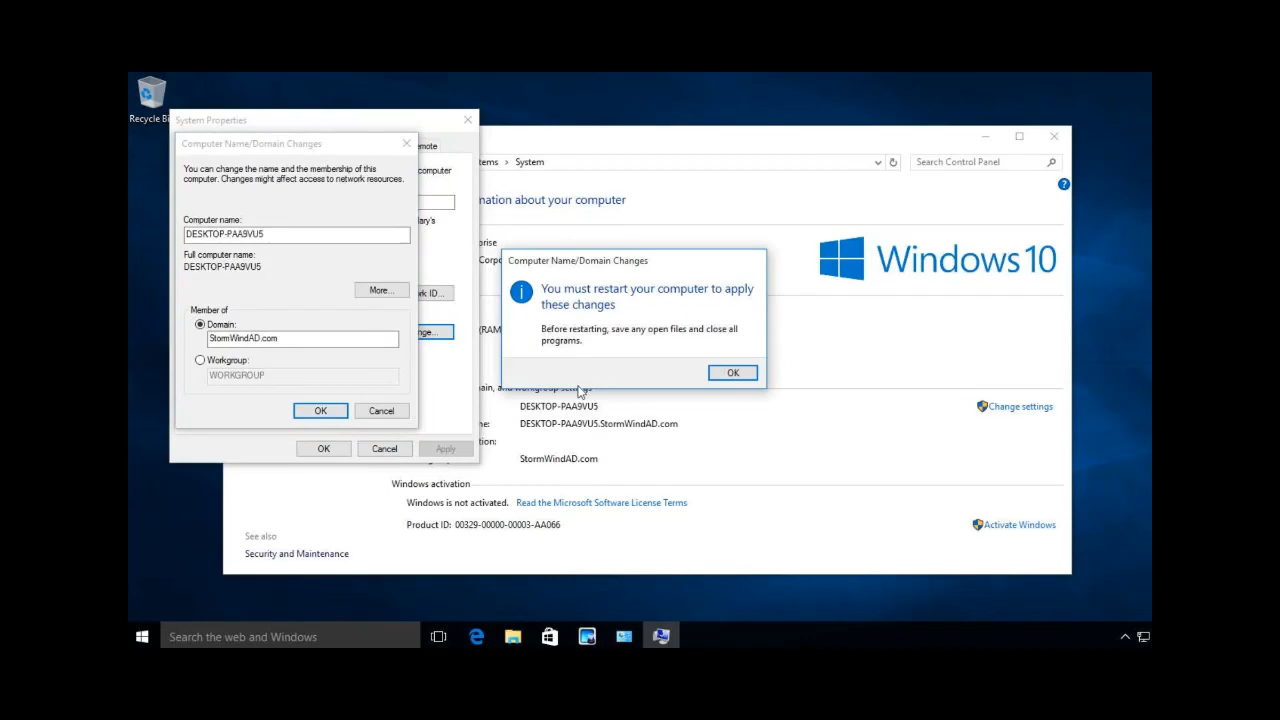 Recycle Bi
System Properties
Computer Name/Domain Changes
You can change the name and the membership of this
computer. Changes might affect access to network resources.
Computer name:
DESKTOP-PAA9VU5
Full computer name:
DESKTOP-PAA9VU5
More...
Member of
Domain:
StormWindAD.com
Workgroup:
WORKGROUP
OK
Cancel
emote
computer
lary's
rk ID...
nge...
OK
Cancel
Apply
tems > System
Search Control Panel
nation about your computer
prise
Corpo
Windows 10
(RAM
Computer Name/Domain Changes
You must restart your computer to apply
these changes
Before restarting, save any open files and close all
programs.
OK
ain, and workgroup settings
DESKTOP-PAA9VU5
Change settings
me:
DESKTOP-PAA9VU5.StormWindAD.com
tion:
StormWindAD.com
Windows activation
Windows is not activated. Read the Microsoft Software License Terms
Product ID: 00329-00000-00003-AA066
Activate Windows
See also
Security and Maintenance
Search the web and Windows